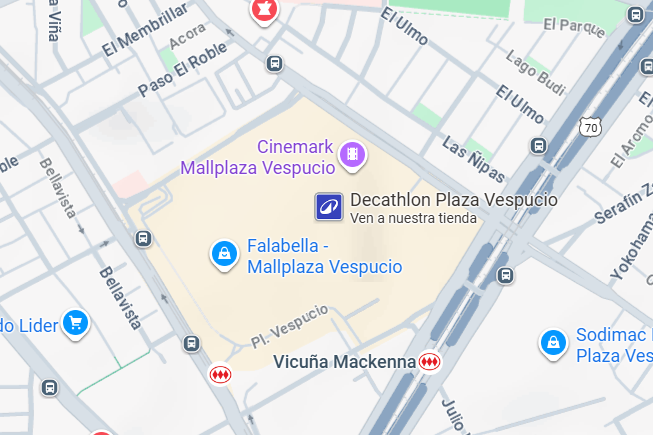 a Viña
El Membrillar
Acora
Paso El Roble
El Ulmo
El Parque
Lago Budi
El Ulmo
70
El Aromo
Las Ñipas
Cinemark
Mallplaza Vespucio
Decathlon Plaza Vespucio
Ven a nuestra tienda
Serafín Za
Yokohama
Bellavista
Falabella -
Mallplaza Vespucio
Bellavista
do Lider
Pl. Vespucio
Vicuña Mackenna
Sodimac
Plaza Ves
Julio